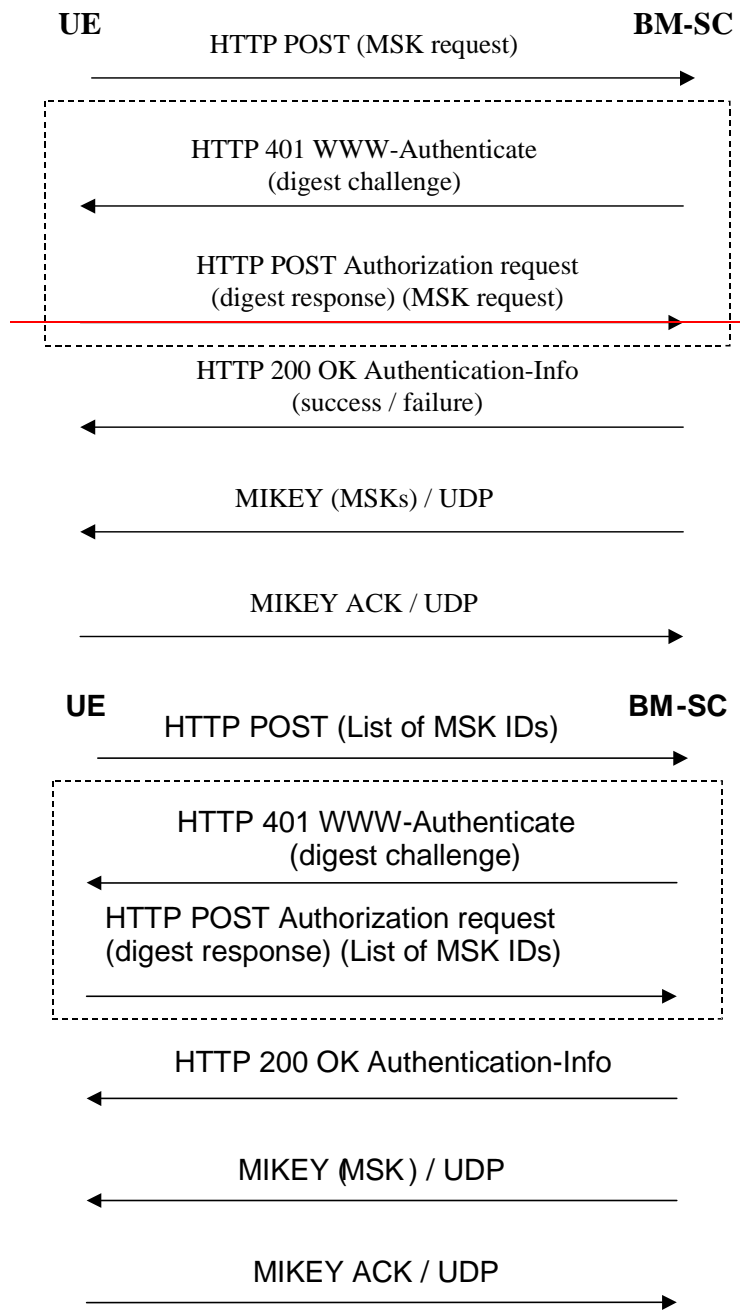 UE BM-SC
HTTP POST (MSK request)
HTTP 401 WWW-Authenticate
(digest challenge)
HTTP POST Authorization request
(digest response) (MSK request)
HTTP 200 OK Authentication-Info
(success / failure)
MIKEY (MSKs) / UDP
MIKEY ACK / UDP
UE BM-SC
HTTP POST (List of MSK IDs)
HTTP 401 WWW-Authenticate
(digest challenge)
HTTP POST Authorization request
(digest response) (List of MSK IDs)
HTTP 200 OK Authentication-Info
MIKEY (MSK) / UDP
MIKEY ACK / UDP